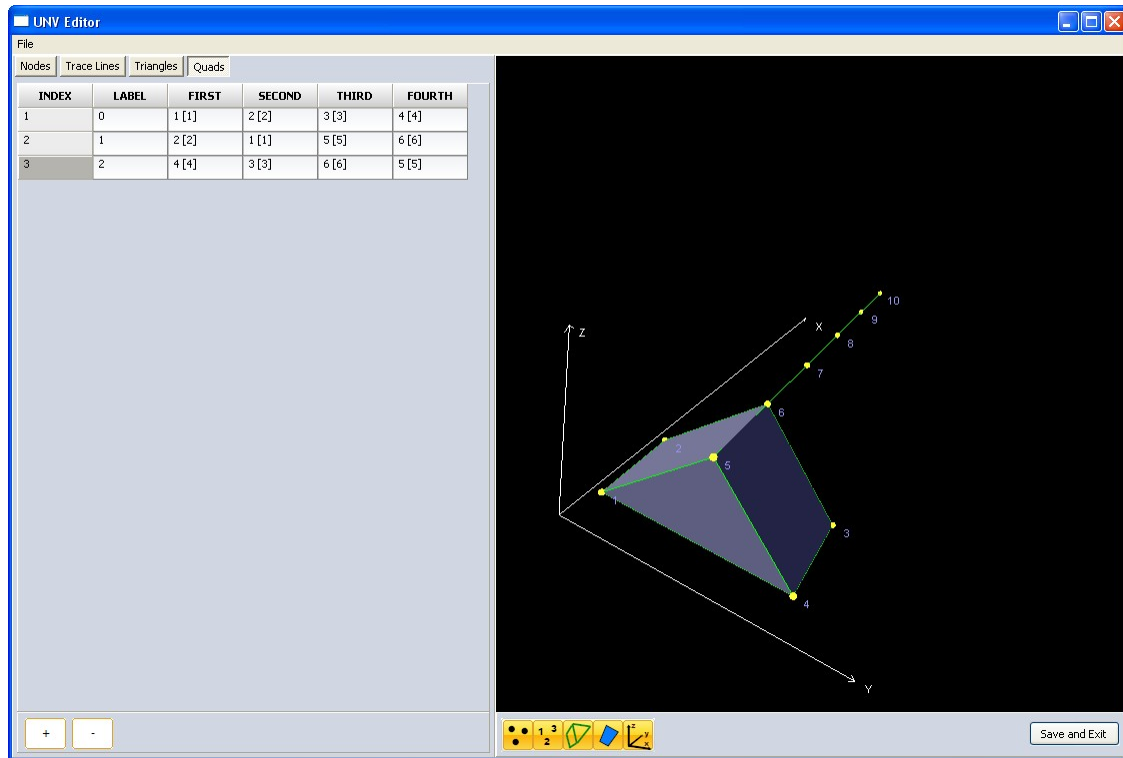 UNV Editor
File
Nodes Trace Lines Triangles Quads
INDEX LABEL FIRST SECOND THIRD FOURTH
1 0 1 [1] 2 [2] 3 [3] 4 [4]
2 1 2 [2] 1 [1] 5 [5] 6 [6]
3 2 4 [4] 3 [3] 6 [6] 5 [5]
10
9
X
Z
8
7
6
2
5
1
3
4
Y
+ -
1 2 3
z y x
Save and Exit